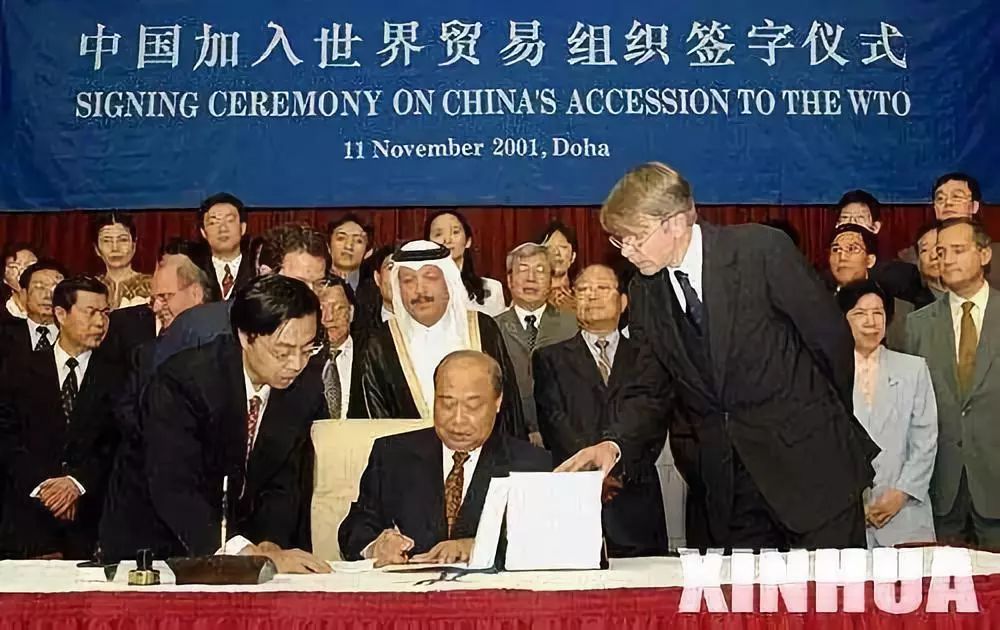 中国加入世界贸易组织签字仪式
SIGNING CEREMONY ON CHINA'S ACCESSION TO THE WTO
11 November 2001, Doha
XINHUA